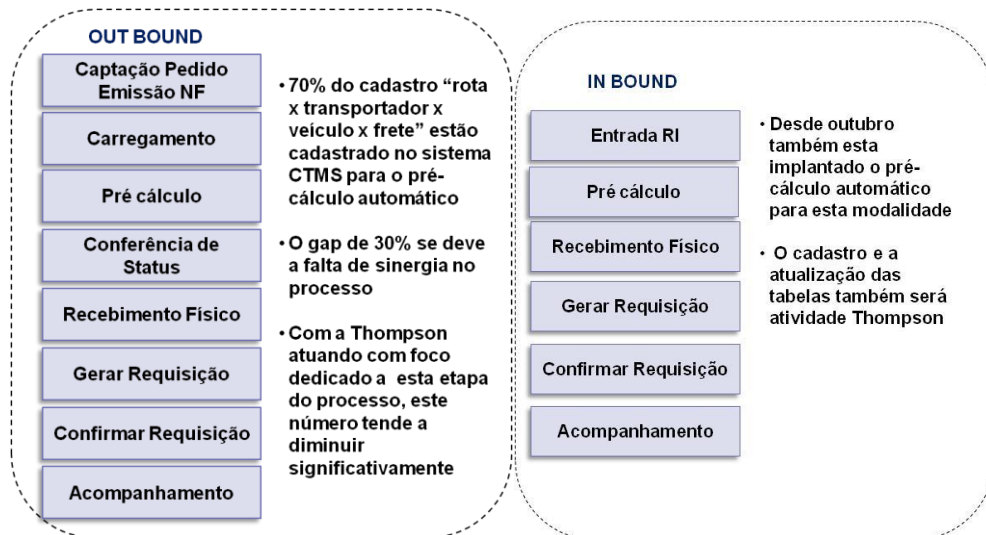 OUT BOUND
Captação Pedido
Emissão NF
Carregamento
Pré cálculo
Conferência de
Status
Recebimento Físico
Gerar Requisição
Confirmar Requisição
Acompanhamento
• 70% do cadastro “rota
x transportador x
veículo x frete” estão
cadastrado no sistema
CTMS para o pré-
cálculo automático
• O gap de 30% se deve
a falta de sinergia no
processo
• Com a Thompson
atuando com foco
dedicado a esta etapa
do processo, este
número tende a
diminuir
significativamente
IN BOUND
Entrada RI
Pré cálculo
Recebimento Físico
Gerar Requisição
Confirmar Requisição
Acompanhamento
• Desde outubro
também esta
implantado o pré-
cálculo automático
para esta modalidade
• O cadastro e a
atualização das
tabelas também será
atividade Thompson